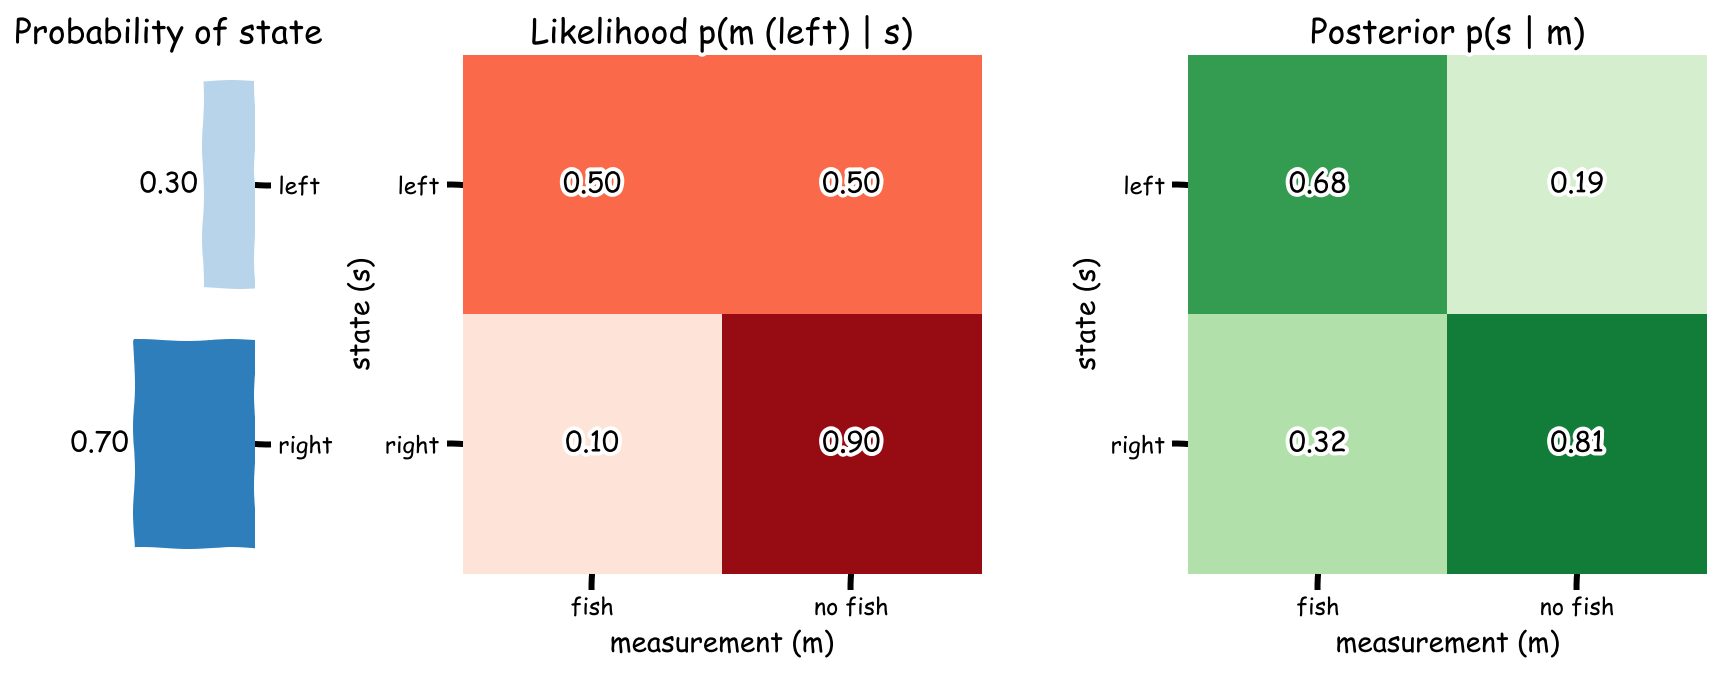 Probability of state
0.30
left
0.70
right
Likelihood p(m (left) | s)
state (s)
left
0.50 0.50
right
0.10 0.90
fish no fish
measurement (m)
Posterior p(s | m)
state (s)
left
0.68 0.19
right
0.32 0.81
fish no fish
measurement (m)